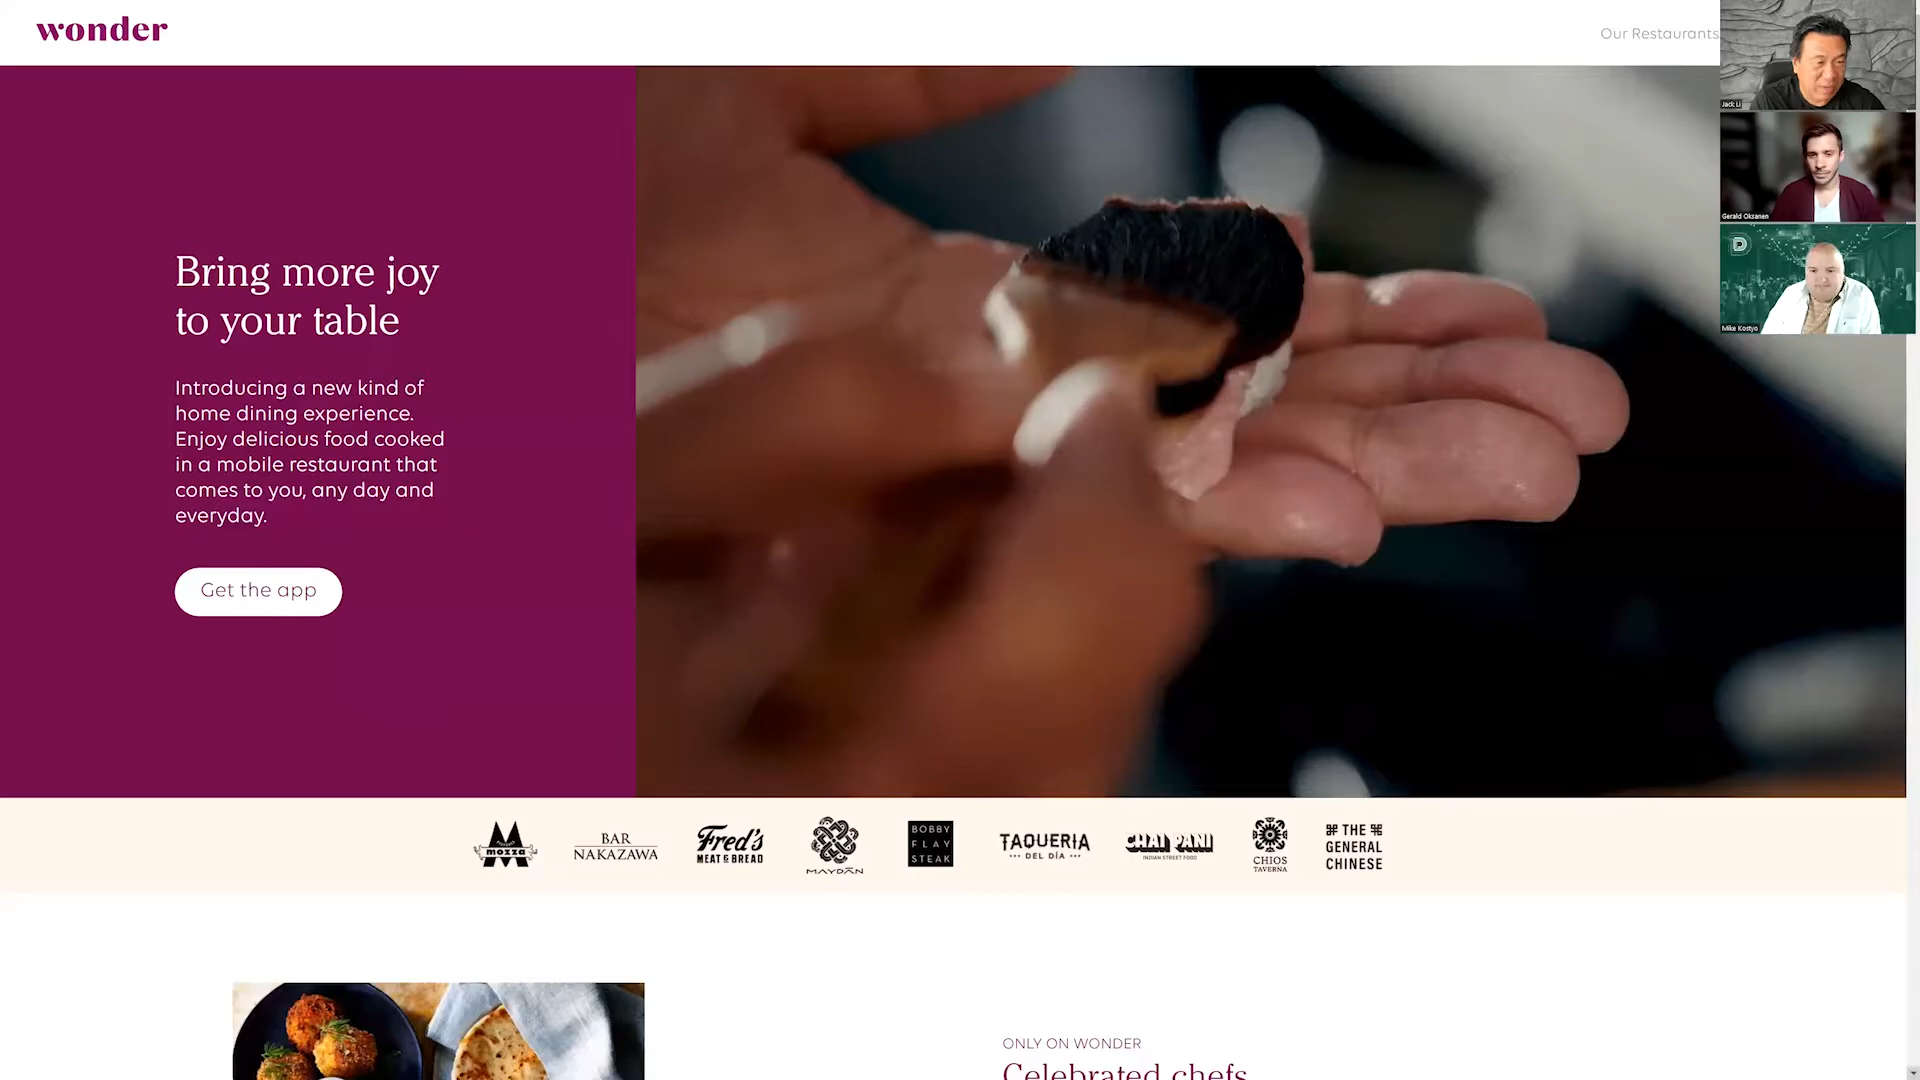 wonder
Our Restaurants
Jack Li
Gerald Oksanen
Mike Kostyo
Bring more joy
to your table
Introducing a new kind of
home dining experience.
Enjoy delicious food cooked
in a mobile restaurant that
comes to you, any day and
everyday.
Get the app
M
mozza
BAR
NAKAZAWA
Fred's
MEAT & BREAD
MAYDĀN
BOBBY
FLAY
STEAK
TAQUERIA
DEL DÍA
CHAI PANI
INDIAN STREET FOOD
CHIOS
TAVERNA
THE
GENERAL
CHINESE
ONLY ON WONDER
Celebrated chefs